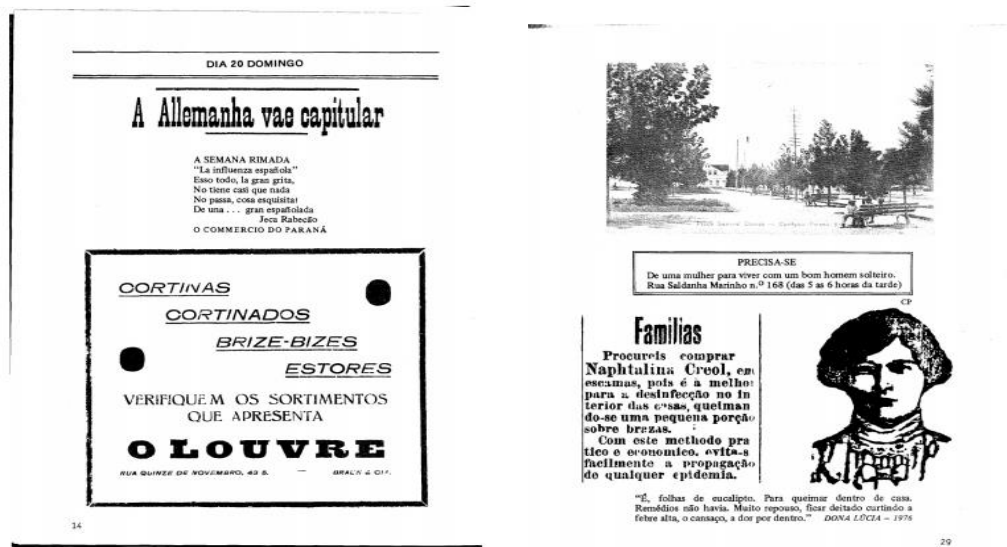 DIA 20 DOMINGO
A Allemanha vae capitular
A SEMANA RIMADA
"La influenza española"
Esso todo, la gran grita,
No tiene casi que nada
No passa, cosa esquisita!
De una . . . gran españolada
Jeca Rabecão
O COMMERCIO DO PARANÁ
CORTINAS
CORTINADOS
BRIZE-BIZES
ESTORES
VERIFIQUEM OS SORTIMENTOS
QUE APRESENTA
O LOUVRE
RUA QUINZE DE NOVEMBRO, 43 B. —
14
PRECISA-SE
De uma mulher para viver com um bom homem solteiro.
Rua Saldanha Marinho n.º 168 (das 5 as 6 horas da tarde)
CP
Familias
Procureis comprar
Naphtalina Creol, em
escamas, pois é a melhor
para a desinfecção no in
terior das casas, queiman
do-se uma pequena porção
sobre brazas.
Com este methodo pra
tico e economico, evita-s
facilmente a propagação
de qualquer epidemia.
"É, folhas de eucalipto. Para queimar dentro de casa.
Remédios não havia. Muito repouso, ficar deitado curtindo a
febre alta, o cansaço, a dor por dentro." DONA LÚCIA – 1976
29